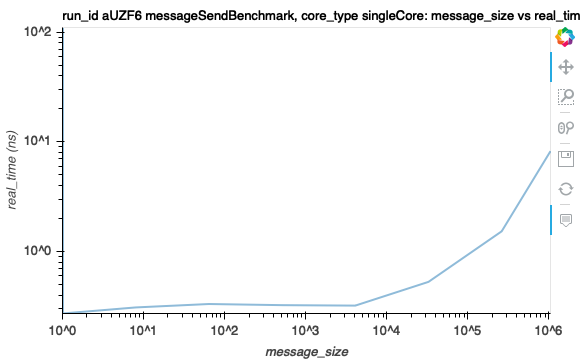 run_id aUZF6 messageSendBenchmark, core_type singleCore: message_size vs real_tim
10^2
10^1
10^0
real_time (ns)
10^0 10^1 10^2 10^3 10^4 10^5 10^6
message_size